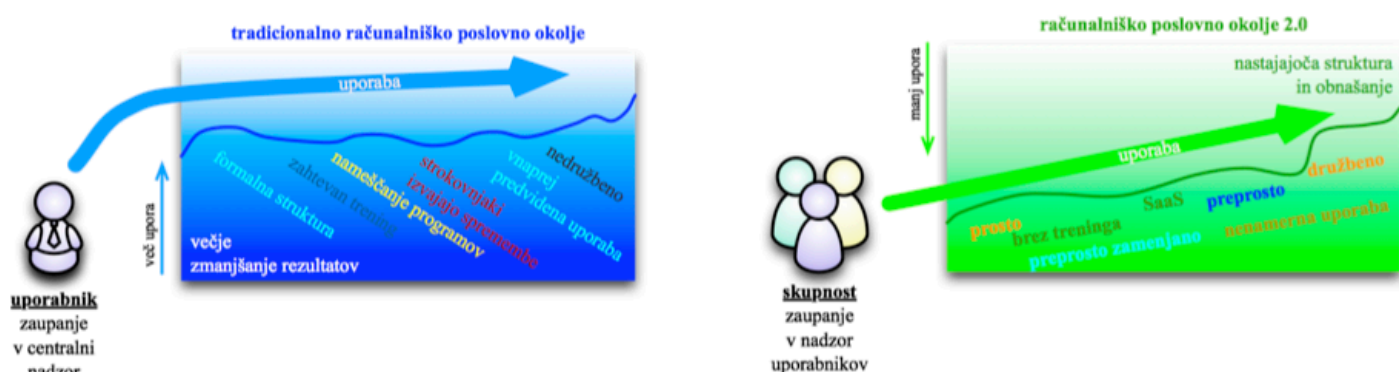 tradicionalno računalniško poslovno okolje
uporaba
več upora
formalna struktura
zahtevan trening
nameščanje programov
strokovnjaki
izvajajo spremembe
vnaprej
predvidena uporaba
nedružbeno
večje
zmanjšanje rezultatov
uporabnik
zaupanje
v centralni
nadzor
računalniško poslovno okolje 2.0
manj upora
nastajajoča struktura
in obnašanje
uporaba
prosto
brez treninga
SaaS
preprosto
družbeno
preprosto zamenjano
nenamerna uporaba
skupnost
zaupanje
v nadzor
uporabnikov